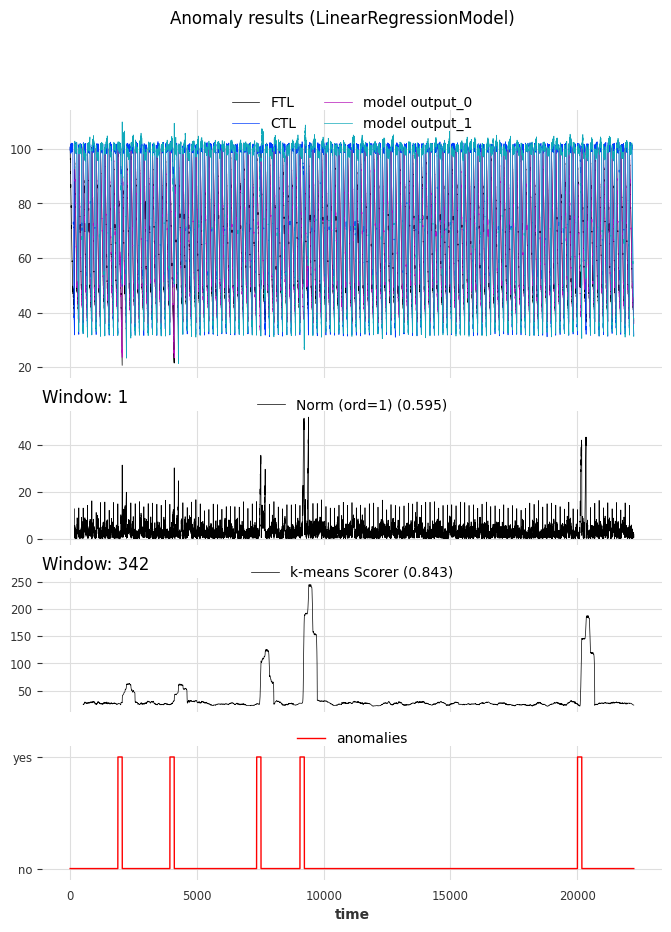 Anomaly results (LinearRegressionModel)
FTL model output_0
CTL model output_1
100
80
60
40
20
Window: 1
Norm (ord=1) (0.595)
40
20
0
Window: 342
k-means Scorer (0.843)
250
200
150
100
50
anomalies
yes
no
0 5000 10000 15000 20000
time